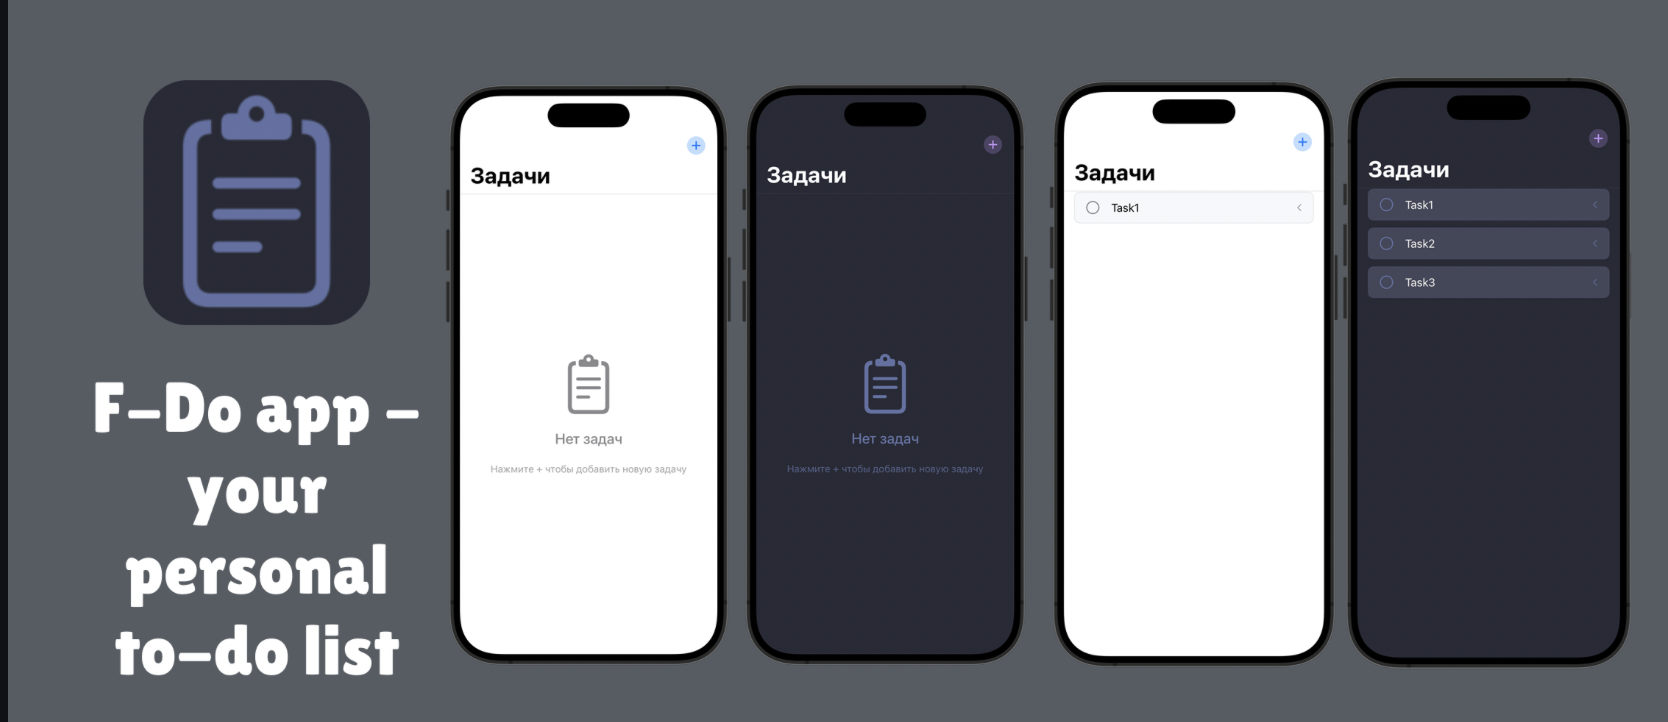 F-Do app -
your
personal
to-do list
+
Задачи
Нет задач
Нажмите + чтобы добавить новую задачу
+
Задачи
Нет задач
Нажмите + чтобы добавить новую задачу
+
Задачи
Task1
+
Задачи
Task1
Task2
Task3